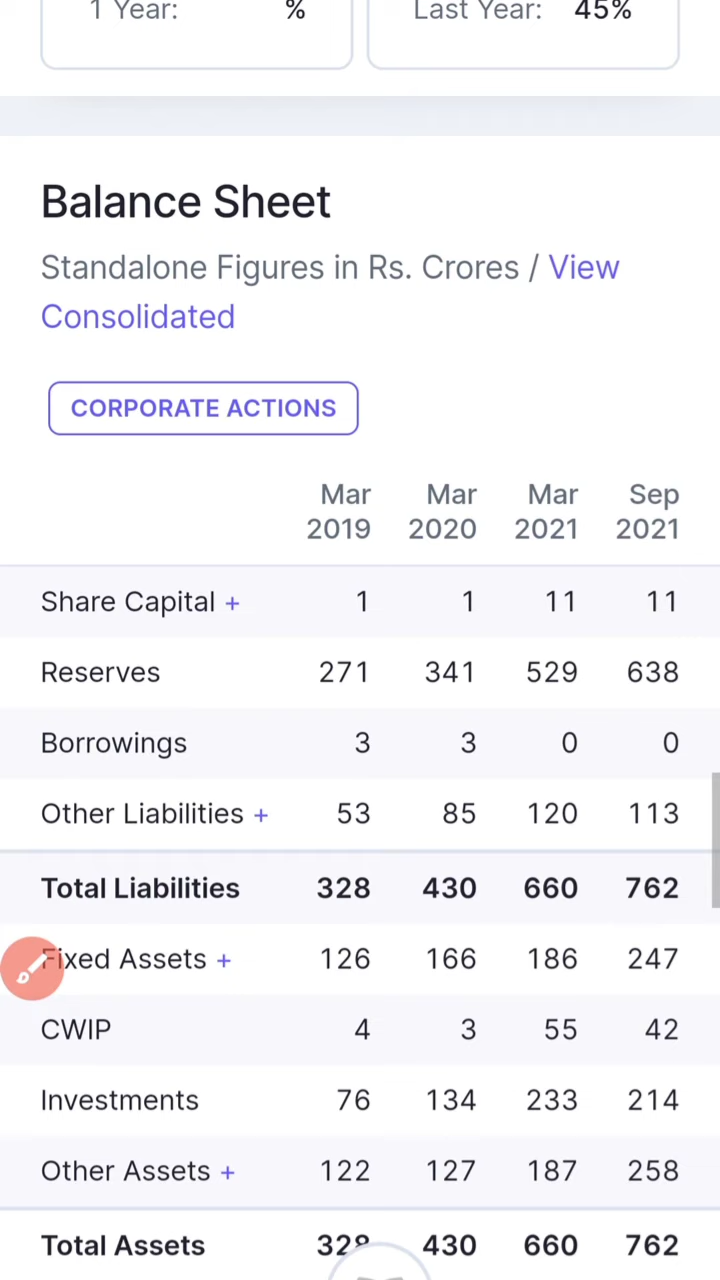 1 Year: % Last Year: 45%
Balance Sheet
Standalone Figures in Rs. Crores / View
Consolidated
CORPORATE ACTIONS
Mar Mar Mar Sep
2019 2020 2021 2021
Share Capital + 1 1 11 11
Reserves 271 341 529 638
Borrowings 3 3 0 0
Other Liabilities + 53 85 120 113
Total Liabilities 328 430 660 762
Fixed Assets + 126 166 186 247
CWIP 4 3 55 42
Investments 76 134 233 214
Other Assets + 122 127 187 258
Total Assets 328 430 660 762